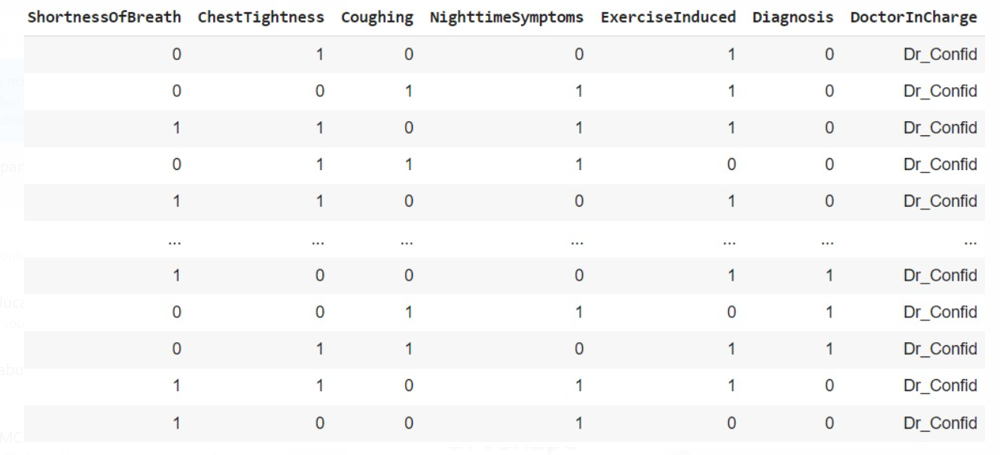 ShortnessOfBreath ChestTightness Coughing NighttimeSymptoms ExerciseInduced Diagnosis DoctorInCharge
0 1 0 0 1 0 Dr_Confid
0 0 1 1 1 0 Dr_Confid
1 1 0 1 1 0 Dr_Confid
0 1 1 1 0 0 Dr_Confid
1 1 0 0 1 0 Dr_Confid
... ... ... ... ... ... ...
1 0 0 0 1 1 Dr_Confid
0 0 1 1 0 1 Dr_Confid
0 1 1 0 1 1 Dr_Confid
1 1 0 1 1 0 Dr_Confid
1 0 0 1 0 0 Dr_Confid